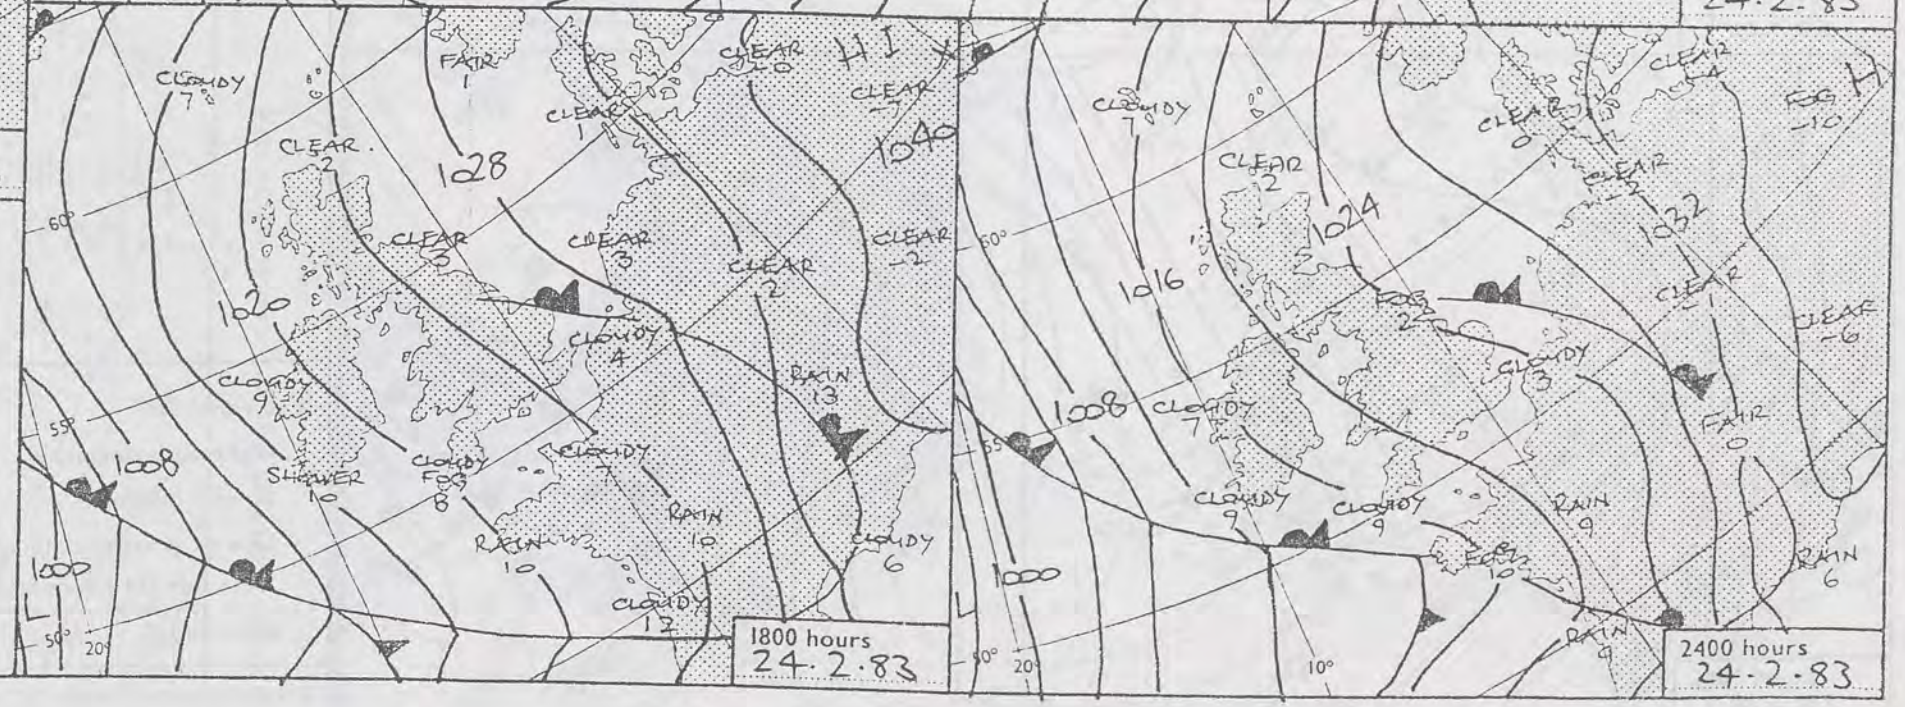 24.2.83
CLOUDY
7
FAIR
1
CLEAR
0
H I
CLEAR
-7
CLEAR
1
1040
CLEAR
2
1028
60°
CLEAR
3
CLEAR
3
CLEAR
-2
CLEAR
2
1020
CLOUDY
4
CLOUDY
9
RAIN
13
55°
1008
SHOWER
10
CLOUDY
FOG
8
CLOUDY
7
RAIN
10
RAIN
10
CLOUDY
6
1000
L
CLOUDY
12
50°
20°
1800 hours
24.2.83
CLOUDY
7
CLEAR
-4
FOG
-10
CLEAR
0
CLEAR
2
1024
1032
60°
1016
CLEAR
1
CLEAR
-6
FOG
2
CLOUDY
3
1008
CLOUDY
7
FAIR
0
55
CLOUDY
9
CLOUDY
9
RAIN
9
FOG
10
RAIN
6
1000
L
RAIN
9
50°
20°
10°
2400 hours
24.2.83